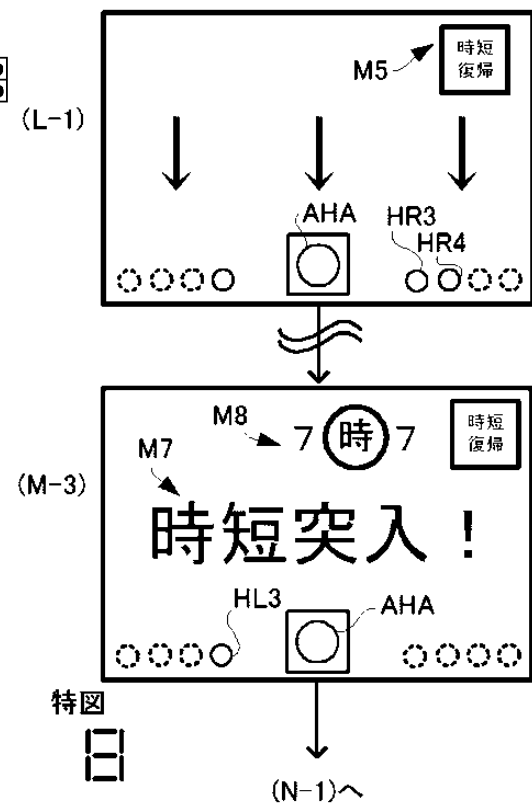 時短
復帰
M5
(L-1)
AHA
HR3
HR4
M8
7 時 7
時短
復帰
M7
(M-3)
時短突入！
HL3
AHA
特図
(N-1)へ